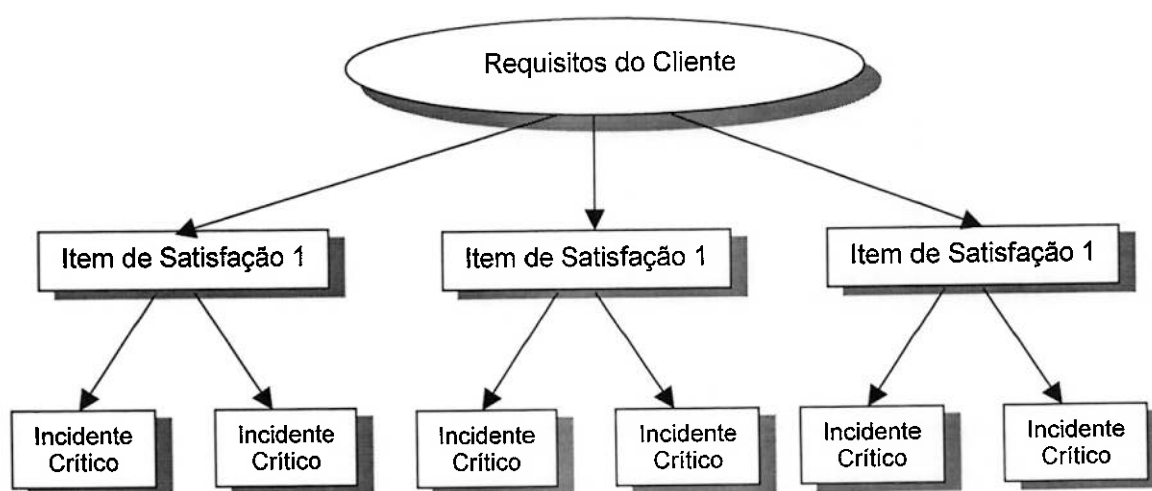 Requisitos do Cliente
Item de Satisfação 1
Item de Satisfação 1
Item de Satisfação 1
Incidente
Crítico
Incidente
Crítico
Incidente
Crítico
Incidente
Crítico
Incidente
Crítico
Incidente
Crítico